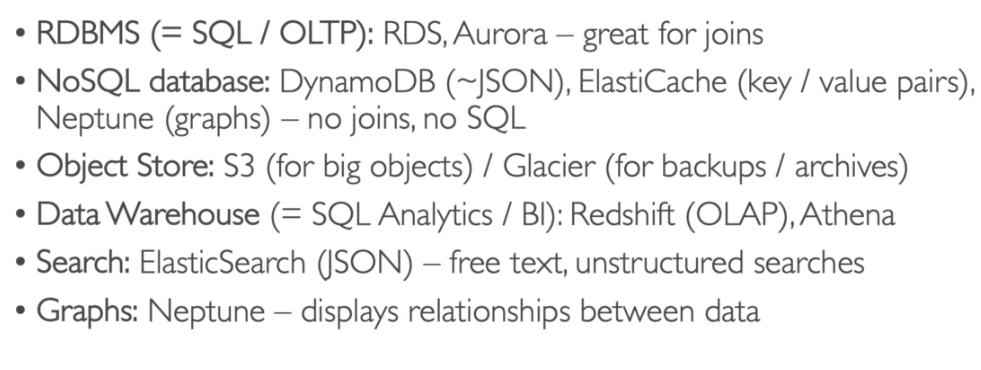 • RDBMS (= SQL / OLTP): RDS, Aurora – great for joins
• NoSQL database: DynamoDB (~JSON), ElastiCache (key / value pairs),
Neptune (graphs) – no joins, no SQL
• Object Store: S3 (for big objects) / Glacier (for backups / archives)
• Data Warehouse (= SQL Analytics / BI): Redshift (OLAP), Athena
• Search: ElasticSearch (JSON) – free text, unstructured searches
• Graphs: Neptune – displays relationships between data